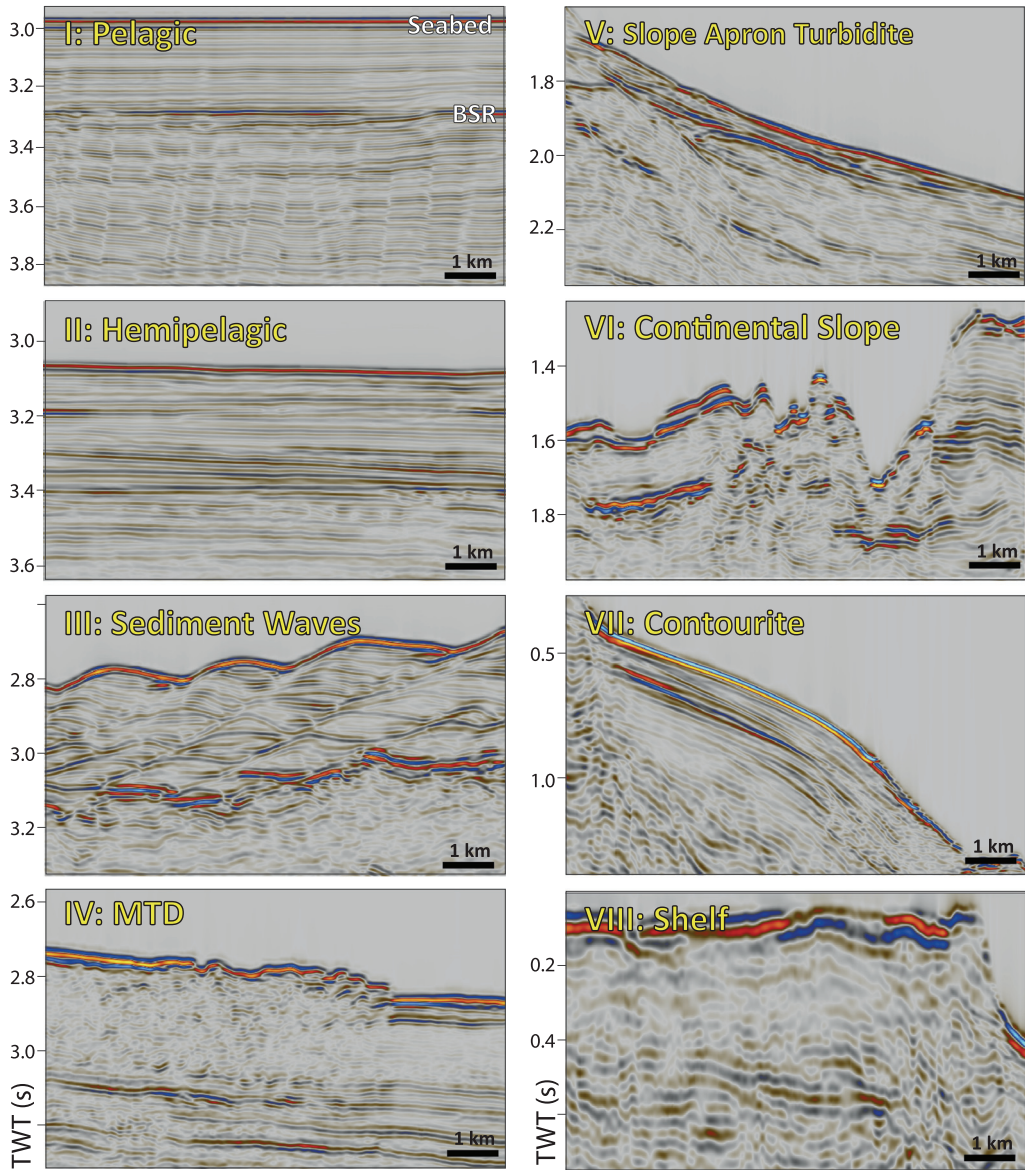 I: Pelagic
Seabed
BSR
3.0
3.2
3.4
3.6
3.8
1 km
II: Hemipelagic
3.0
3.2
3.4
3.6
1 km
III: Sediment Waves
2.8
3.0
3.2
1 km
IV: MTD
2.6
2.8
3.0
TWT (s)
1 km
V: Slope Apron Turbidite
1.8
2.0
2.2
1 km
VI: Continental Slope
1.4
1.6
1.8
1 km
VII: Contourite
0.5
1.0
1 km
VIII: Shelf
0.2
0.4
TWT (s)
1 km